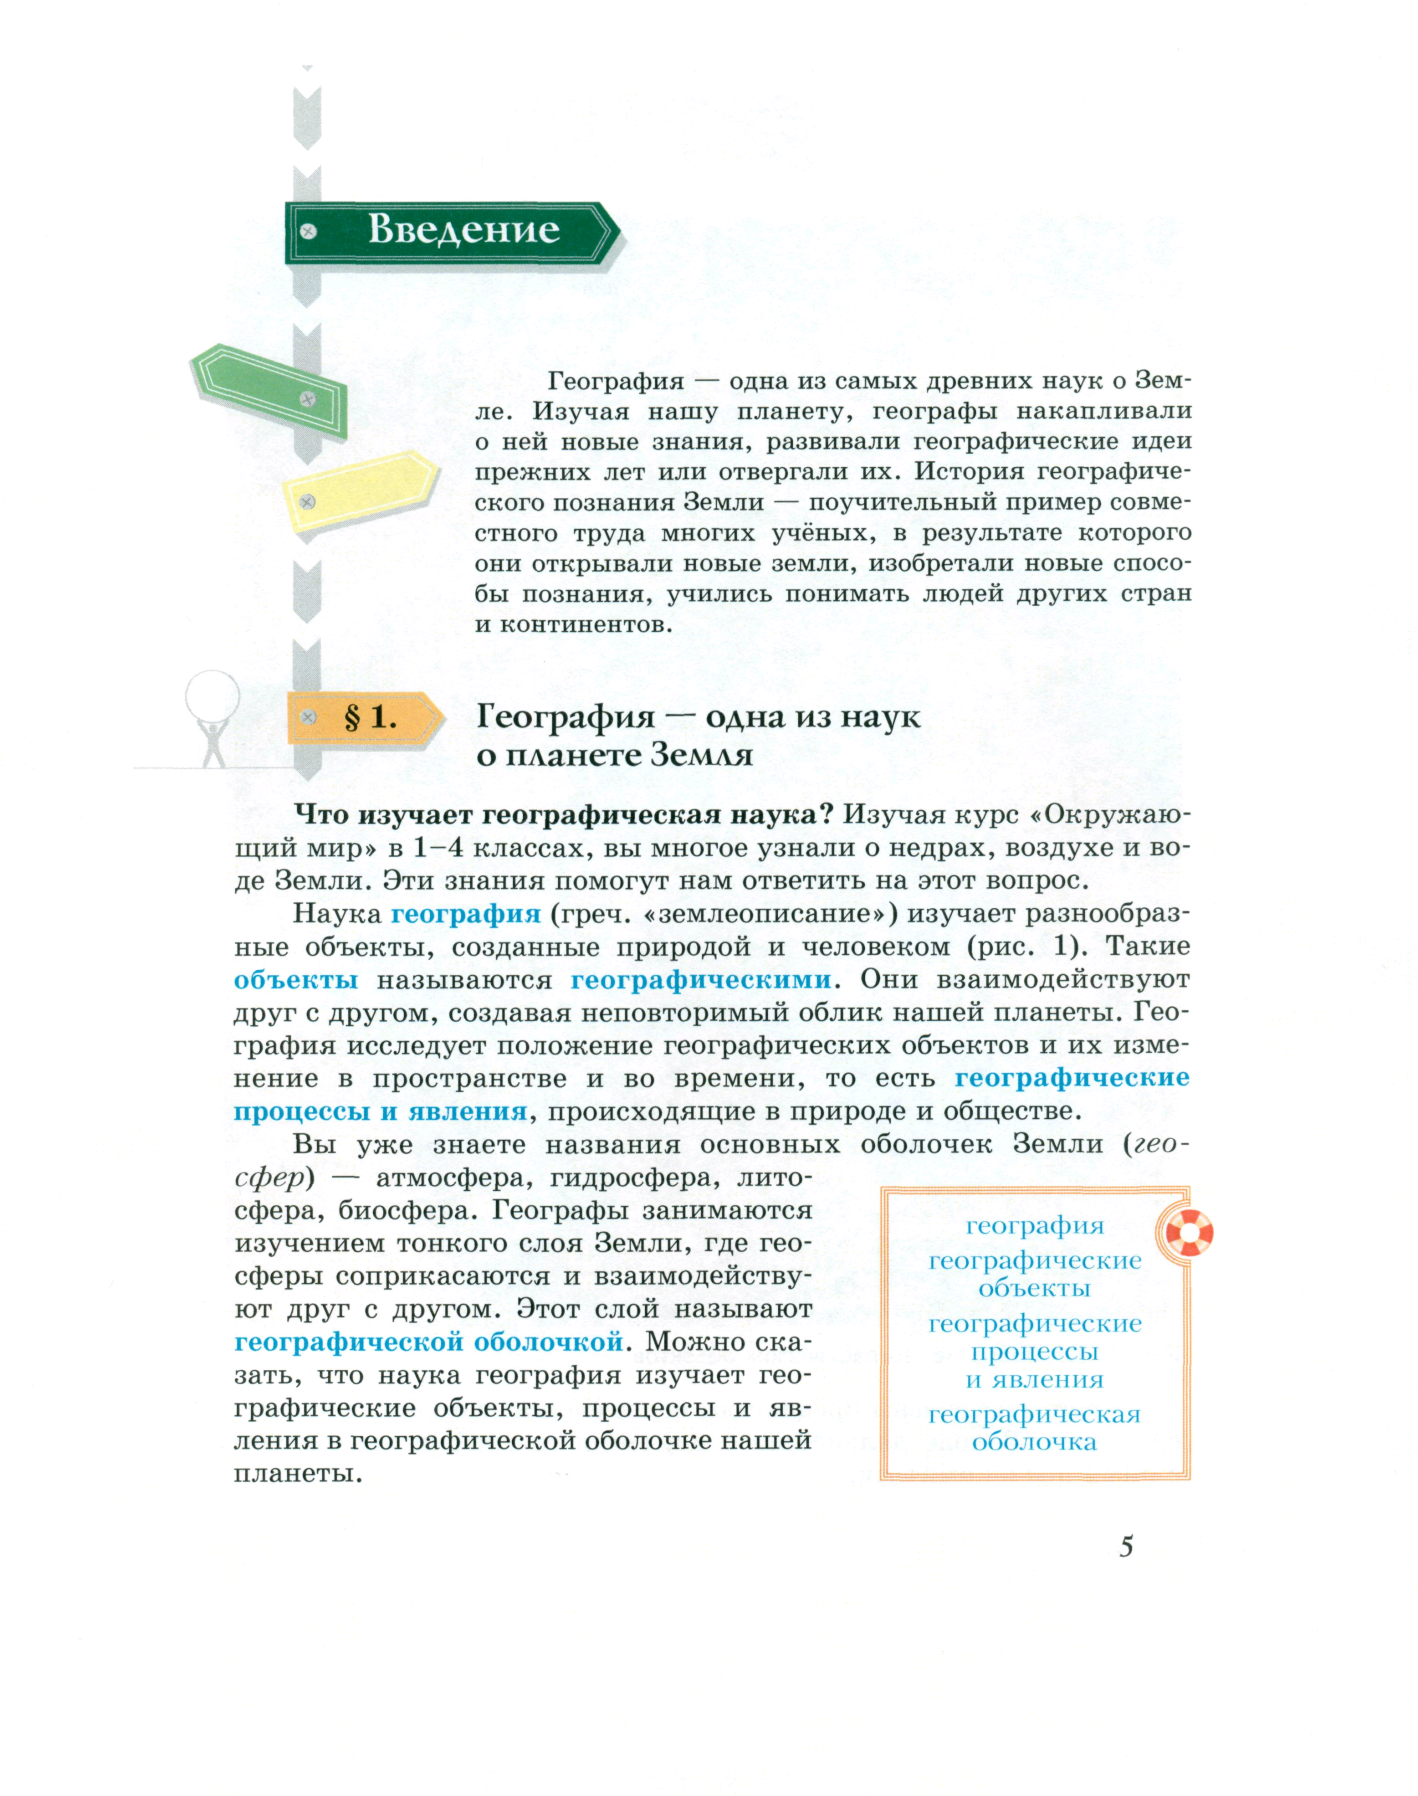 Введение
География — одна из самых древних наук о Зем-
ле. Изучая нашу планету, географы накапливали
о ней новые знания, развивали географические идеи
прежних лет или отвергали их. История географиче-
ского познания Земли — поучительный пример совме-
стного труда многих учёных, в результате которого
они открывали новые земли, изобретали новые спосо-
бы познания, учились понимать людей других стран
и континентов.
§ 1.
География — одна из наук
о планете Земля
Что изучает географическая наука? Изучая курс «Окружаю-
щий мир» в 1–4 классах, вы многое узнали о недрах, воздухе и во-
де Земли. Эти знания помогут нам ответить на этот вопрос.
Наука география (греч. «землеописание») изучает разнообраз-
ные объекты, созданные природой и человеком (рис. 1). Такие
объекты называются географическими. Они взаимодействуют
друг с другом, создавая неповторимый облик нашей планеты. Гео-
графия исследует положение географических объектов и их изме-
нение в пространстве и во времени, то есть географические
процессы и явления, происходящие в природе и обществе.
Вы уже знаете названия основных оболочек Земли (гео-
сфер) — атмосфера, гидросфера, лито-
сфера, биосфера. Географы занимаются
изучением тонкого слоя Земли, где гео-
сферы соприкасаются и взаимодейству-
ют друг с другом. Этот слой называют
географической оболочкой. Можно ска-
зать, что наука география изучает гео-
графические объекты, процессы и яв-
ления в географической оболочке нашей
планеты.
география
географические
объекты
географические
процессы
и явления
географическая
оболочка
5